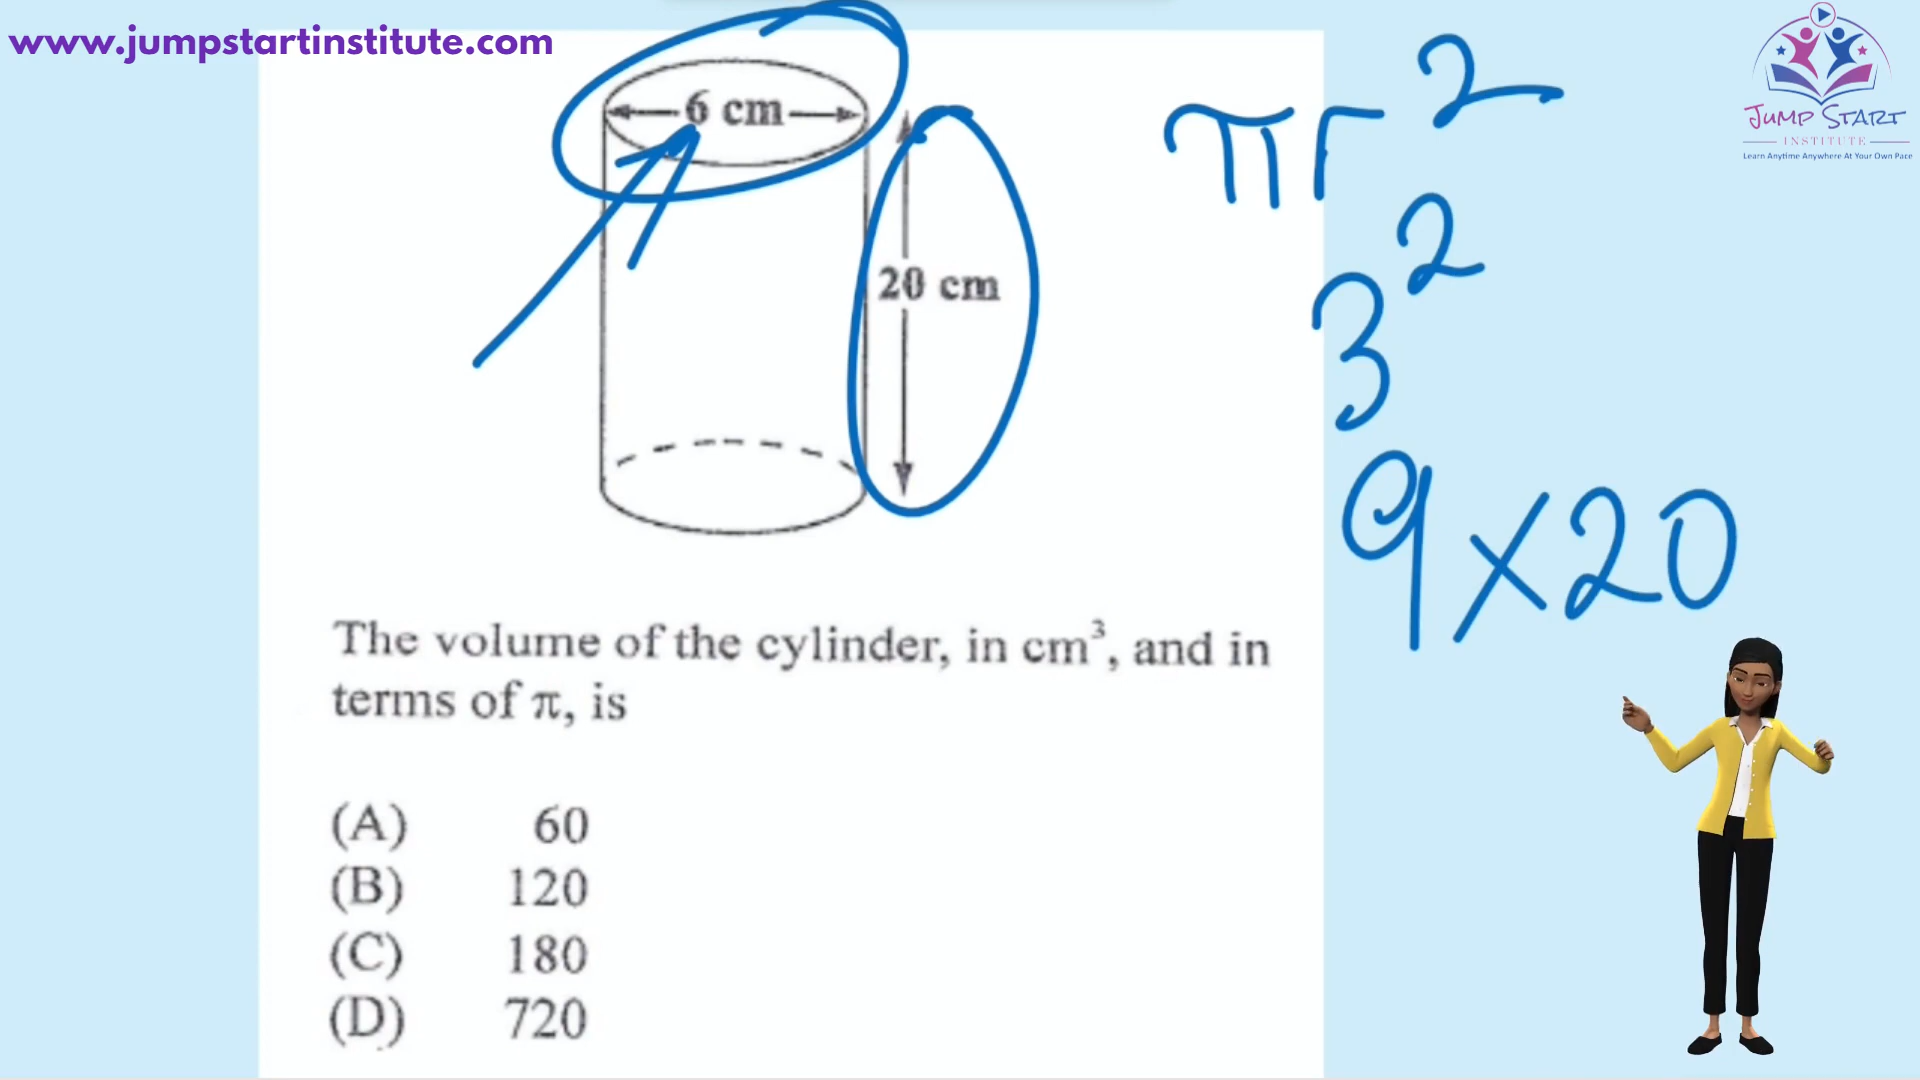 www.jumpstartinstitute.com
6 cm
20 cm
πr²
3²
9×20
JUMP START
INSTITUTE
Learn Anytime Anywhere At Your Own Pace
The volume of the cylinder, in cm³, and in
terms of π, is
(A) 60
(B) 120
(C) 180
(D) 720